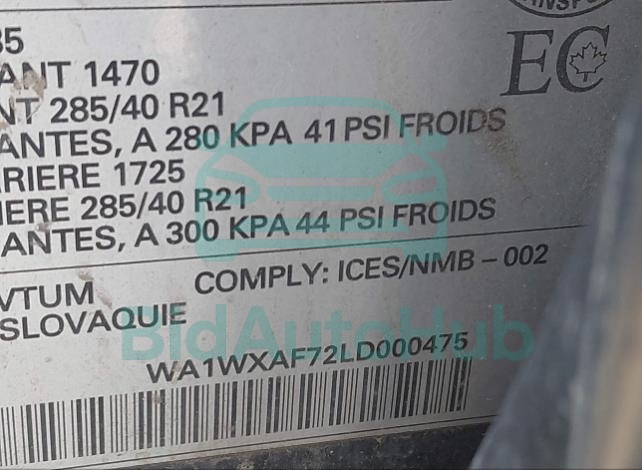 ANSPO
35
ANT 1470
EC
NT 285/40 R21
ANTES, A 280 KPA 41 PSI FROIDS
RIERE 1725
IERE 285/40 R21
ANTES, A 300 KPA 44 PSI FROIDS
VTUM
COMPLY: ICES/NMB - 002
SLOVAQUIE
BidAutoHub
WA1WXAF72LD000475